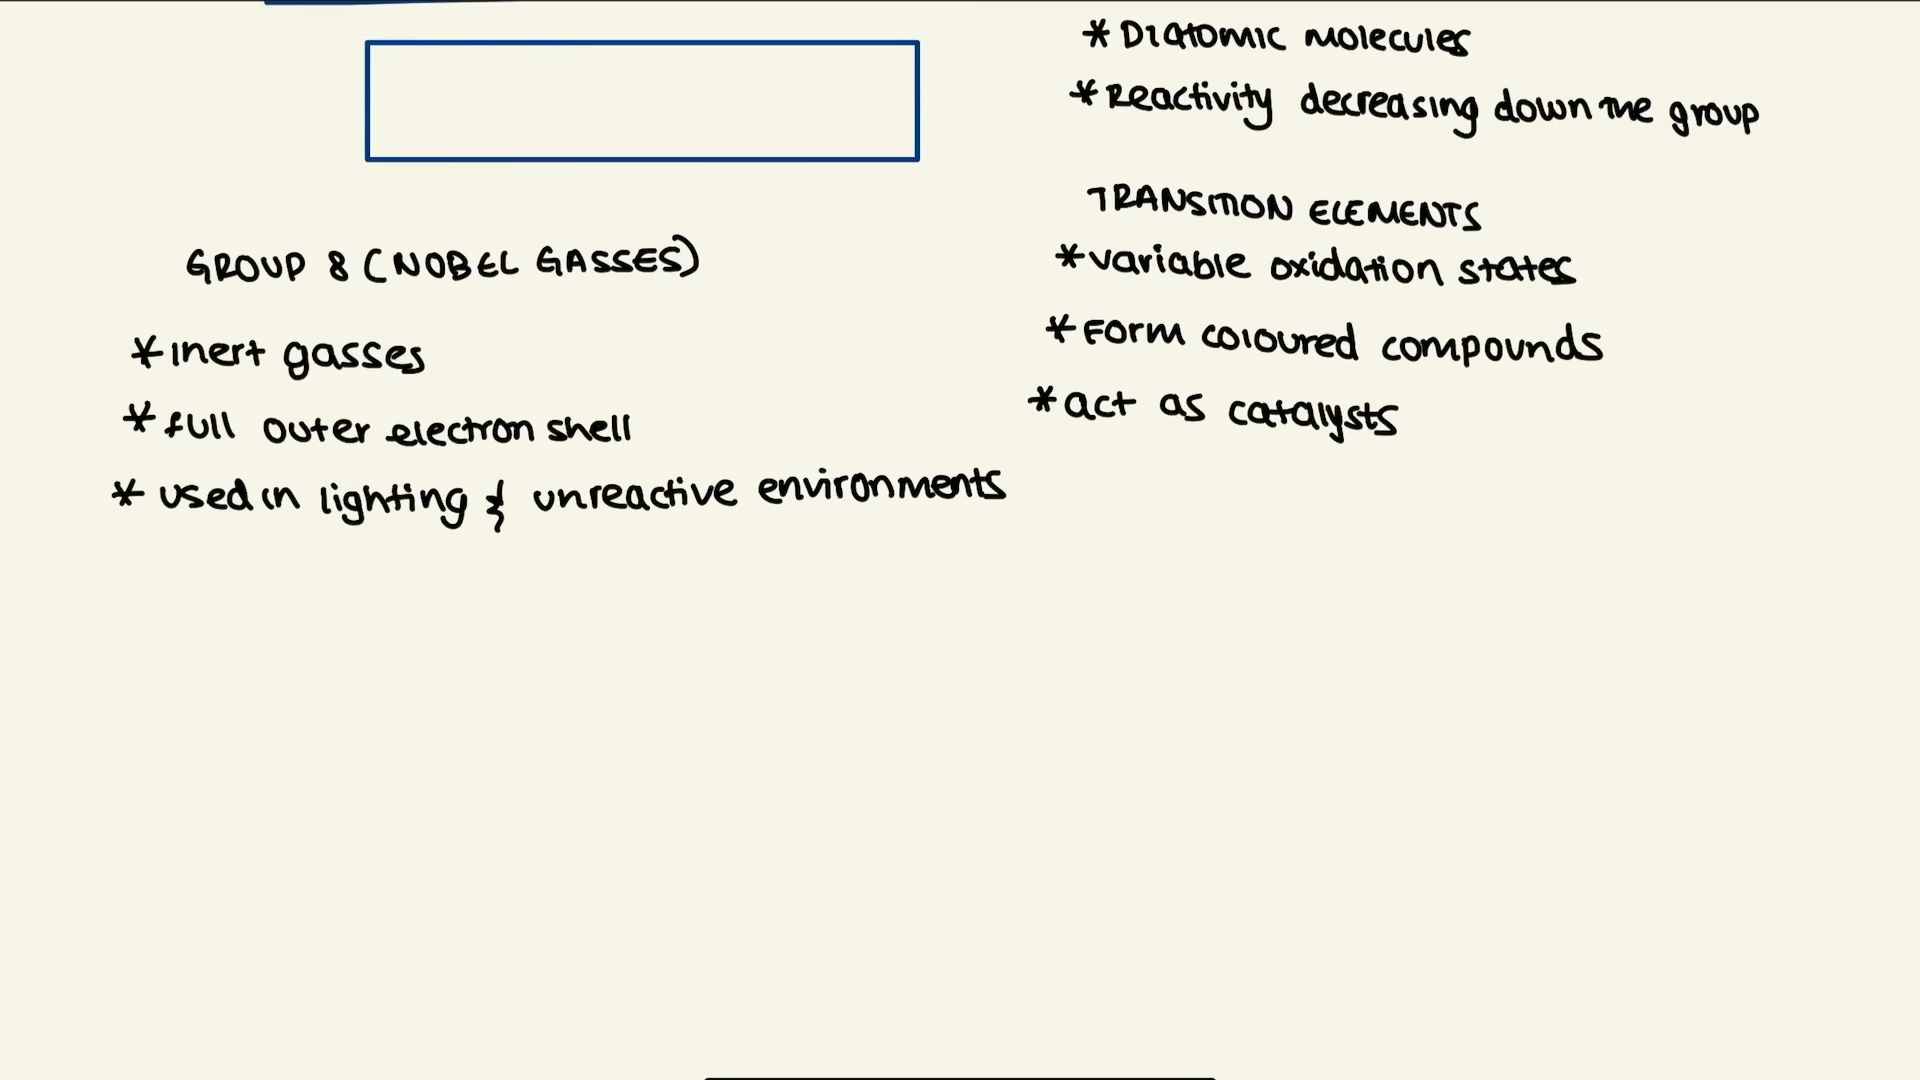 GROUP 8 (NOBEL GASSES)
* inert gasses
* full outer electron shell
* used in lighting & unreactive environments
* Diatomic molecules
* Reactivity decreasing down the group
TRANSITION ELEMENTS
* variable oxidation states
* Form coloured compounds
* act as catalysts